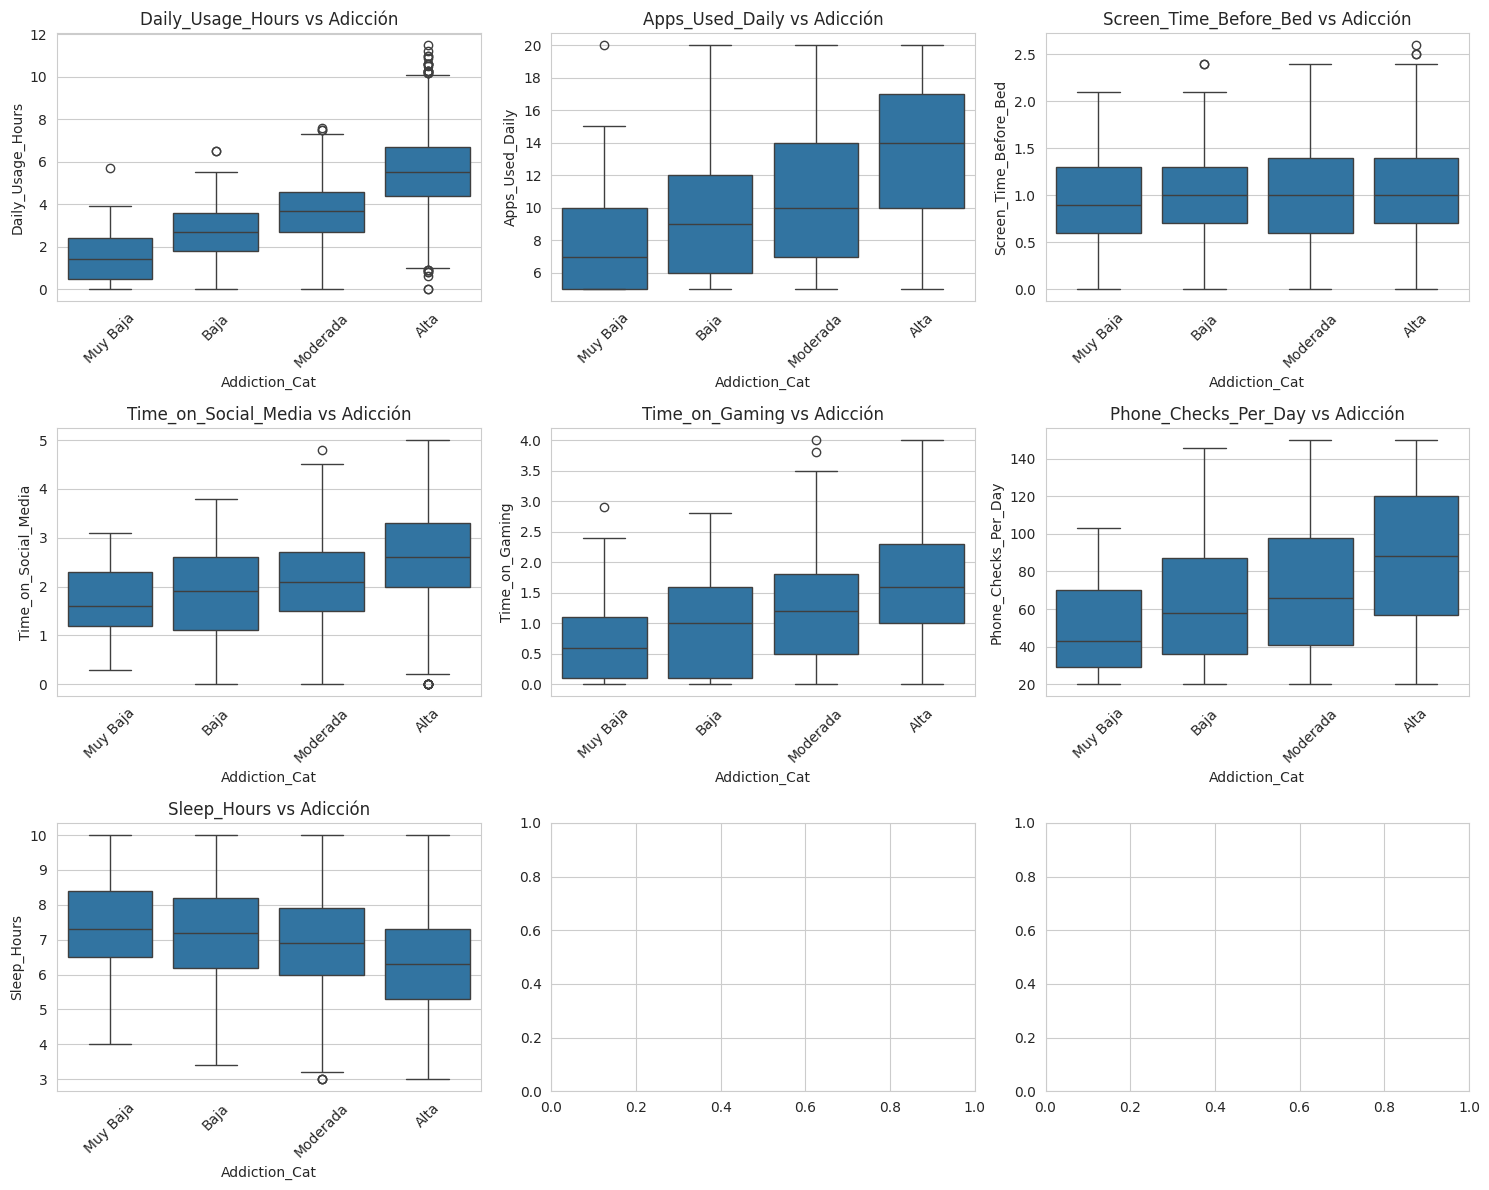 Daily_Usage_Hours vs Adicción
Daily_Usage_Hours
12
10
8
6
4
2
0
Muy Baja
Baja
Moderada
Alta
Addiction_Cat
Apps_Used_Daily vs Adicción
Apps_Used_Daily
20
18
16
14
12
10
8
6
Muy Baja
Baja
Moderada
Alta
Addiction_Cat
Screen_Time_Before_Bed vs Adicción
Screen_Time_Before_Bed
2.5
2.0
1.5
1.0
0.5
0.0
Muy Baja
Baja
Moderada
Alta
Addiction_Cat
Time_on_Social_Media vs Adicción
Time_on_Social_Media
5
4
3
2
1
0
Muy Baja
Baja
Moderada
Alta
Addiction_Cat
Time_on_Gaming vs Adicción
Time_on_Gaming
4.0
3.5
3.0
2.5
2.0
1.5
1.0
0.5
0.0
Muy Baja
Baja
Moderada
Alta
Addiction_Cat
Phone_Checks_Per_Day vs Adicción
Phone_Checks_Per_Day
140
120
100
80
60
40
20
Muy Baja
Baja
Moderada
Alta
Addiction_Cat
Sleep_Hours vs Adicción
Sleep_Hours
10
9
8
7
6
5
4
3
Muy Baja
Baja
Moderada
Alta
Addiction_Cat
1.0
0.8
0.6
0.4
0.2
0.0
0.0 0.2 0.4 0.6 0.8 1.0
1.0
0.8
0.6
0.4
0.2
0.0
0.0 0.2 0.4 0.6 0.8 1.0